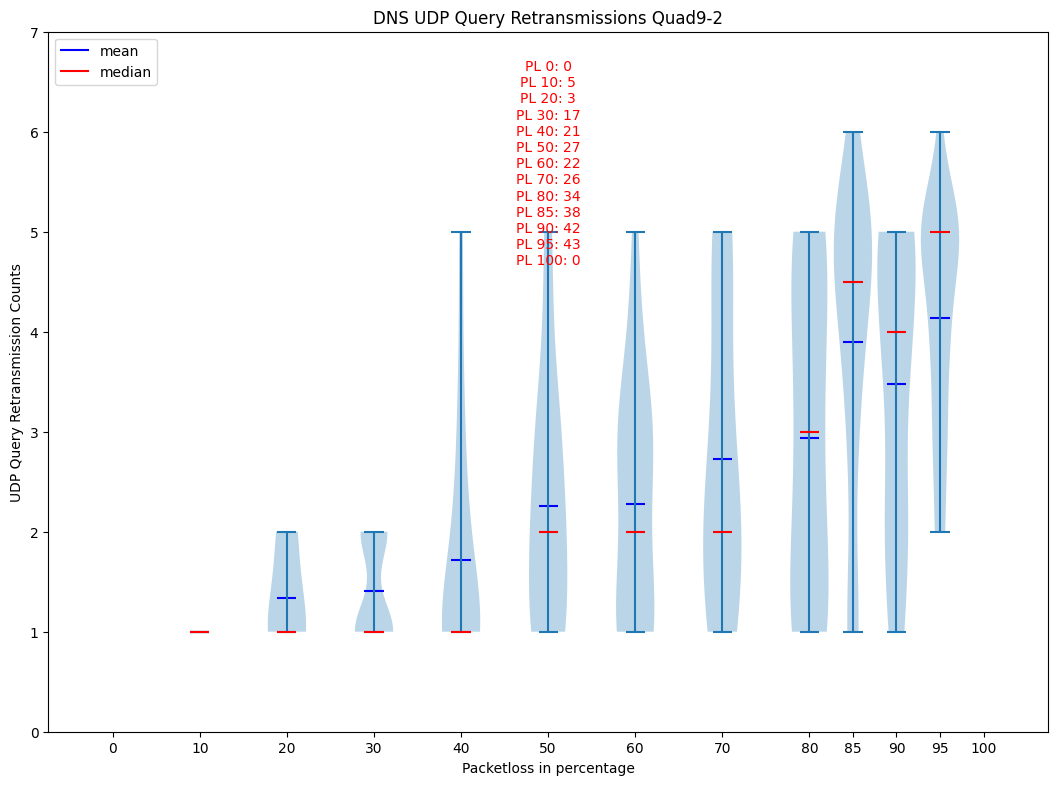 DNS UDP Query Retransmissions Quad9-2
mean
median
PL 0: 0
PL 10: 5
PL 20: 3
PL 30: 17
PL 40: 21
PL 50: 27
PL 60: 22
PL 70: 26
PL 80: 34
PL 85: 38
PL 90: 42
PL 95: 43
PL 100: 0
UDP Query Retransmission Counts
7
6
5
4
3
2
1
0
0 10 20 30 40 50 60 70 80 85 90 95 100
Packetloss in percentage